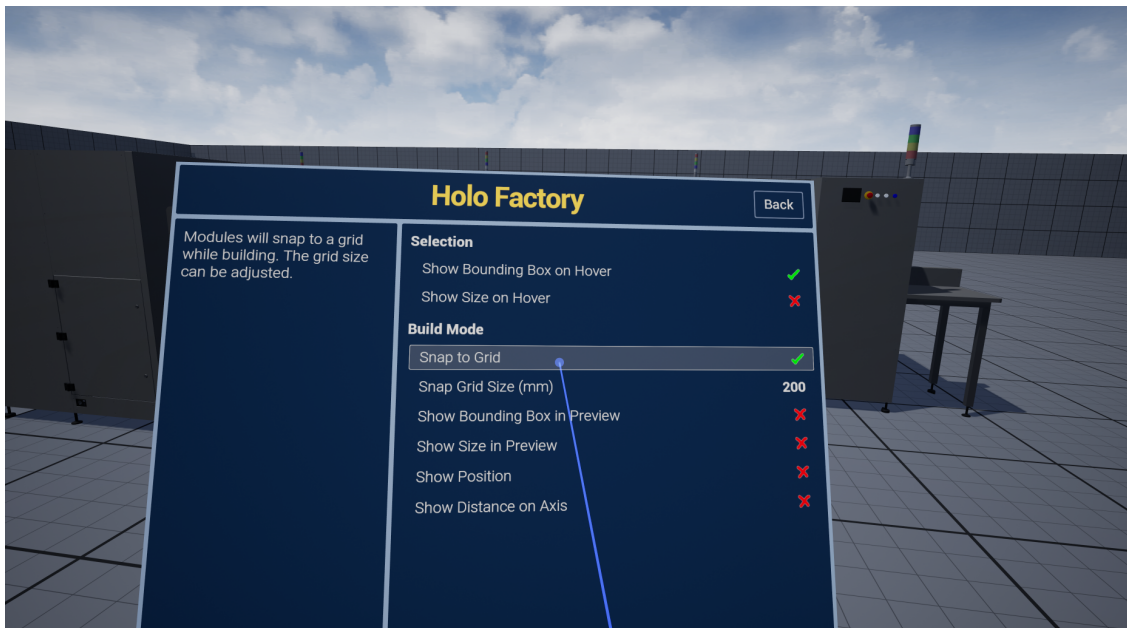 Holo Factory
Back
Modules will snap to a grid
while building. The grid size
can be adjusted.
Selection
Show Bounding Box on Hover
Show Size on Hover
Build Mode
Snap to Grid
Snap Grid Size (mm) 200
Show Bounding Box in Preview
Show Size in Preview
Show Position
Show Distance on Axis